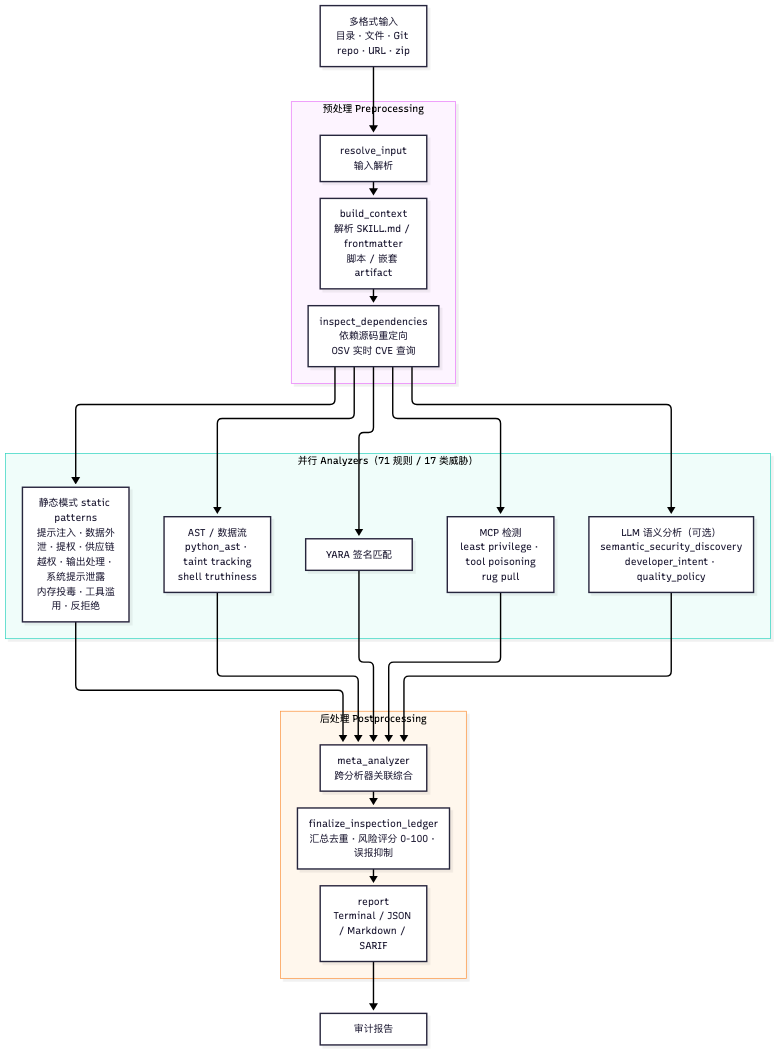 多格式输入
目录 · 文件 · Git
repo · URL · zip
预处理 Preprocessing
resolve_input
输入解析
build_context
解析 SKILL.md /
frontmatter
脚本 / 嵌套
artifact
inspect_dependencies
依赖源码重定向
OSV 实时 CVE 查询
并行 Analyzers（71 规则 / 17 类威胁）
静态模式 static
patterns
提示注入 · 数据外
泄 · 提权 · 供应链
越权 · 输出处理 ·
系统提示泄露
内存投毒 · 工具滥
用 · 反拒绝
AST / 数据流
python_ast ·
taint tracking
shell truthiness
YARA 签名匹配
MCP 检测
least privilege ·
tool poisoning
rug pull
LLM 语义分析（可选）
semantic_security_discovery
developer_intent ·
quality_policy
后处理 Postprocessing
meta_analyzer
跨分析器关联综合
finalize_inspection_ledger
汇总去重 · 风险评分 0-100 ·
误报抑制
report
Terminal / JSON
/ Markdown /
SARIF
审计报告